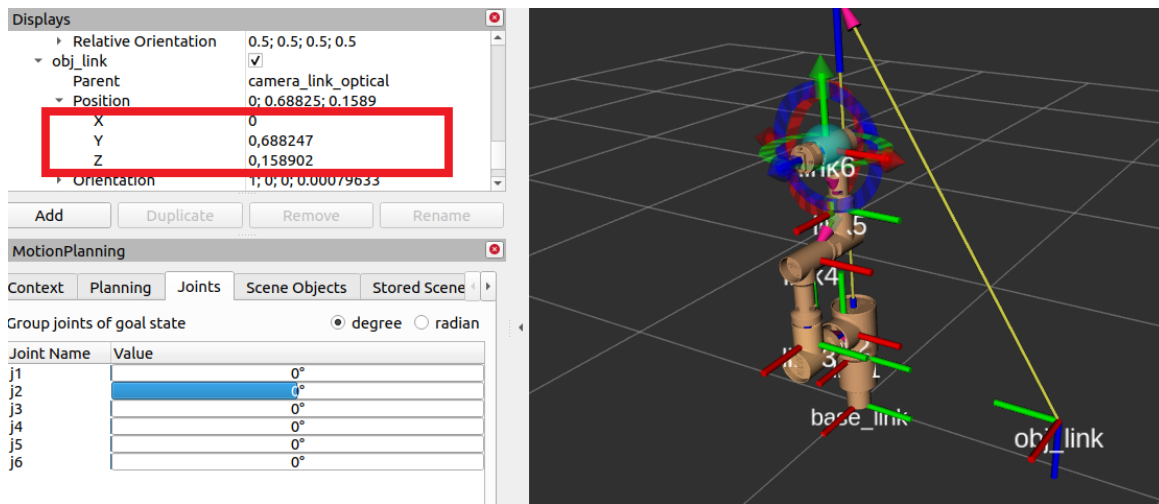 Displays
Relative Orientation 0.5; 0.5; 0.5; 0.5
obj_link
Parent camera_link_optical
Position 0; 0.68825; 0.1589
X 0
Y 0,688247
Z 0,158902
Orientation 1; 0; 0; 0.00079633
Add Duplicate Remove Rename
MotionPlanning
Context Planning Joints Scene Objects Stored Scene
Group joints of goal state degree radian
Joint Name Value
j1 0°
j2 0°
j3 0°
j4 0°
j5 0°
j6 0°
base_link
obj_link